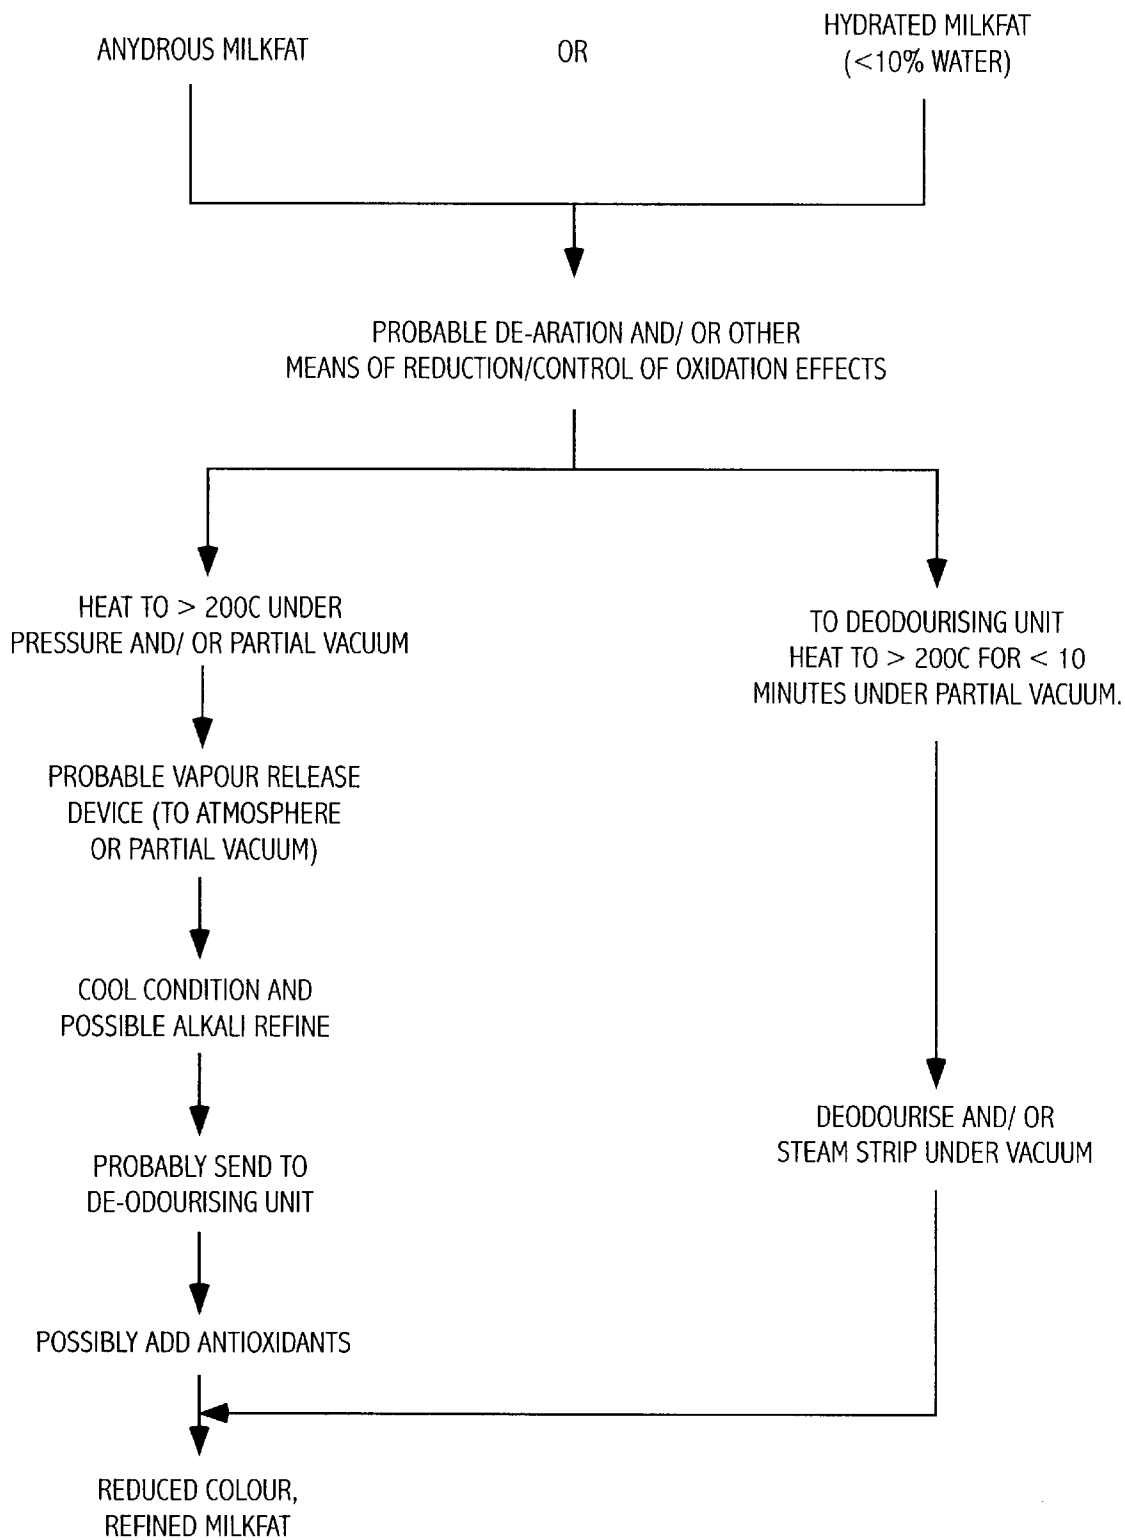 ANYDROUS MILKFAT
OR
HYDRATED MILKFAT
(<10% WATER)
PROBABLE DE-ARATION AND/ OR OTHER
MEANS OF REDUCTION/CONTROL OF OXIDATION EFFECTS
HEAT TO > 200C UNDER
PRESSURE AND/ OR PARTIAL VACUUM
PROBABLE VAPOUR RELEASE
DEVICE (TO ATMOSPHERE
OR PARTIAL VACUUM)
COOL CONDITION AND
POSSIBLE ALKALI REFINE
PROBABLY SEND TO
DE-ODOURISING UNIT
POSSIBLY ADD ANTIOXIDANTS
TO DEODOURISING UNIT
HEAT TO > 200C FOR < 10
MINUTES UNDER PARTIAL VACUUM.
DEODOURISE AND/ OR
STEAM STRIP UNDER VACUUM
REDUCED COLOUR,
REFINED MILKFAT